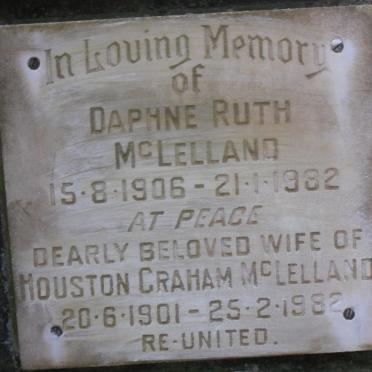 In Loving Memory
of
DAPHNE RUTH
McLELLAND
15·8·1906 - 21·1·1982
AT PEACE
DEARLY BELOVED WIFE OF
HOUSTON GRAHAM McLELLAND
20·6·1901 - 25·2·1982
RE-UNITED.